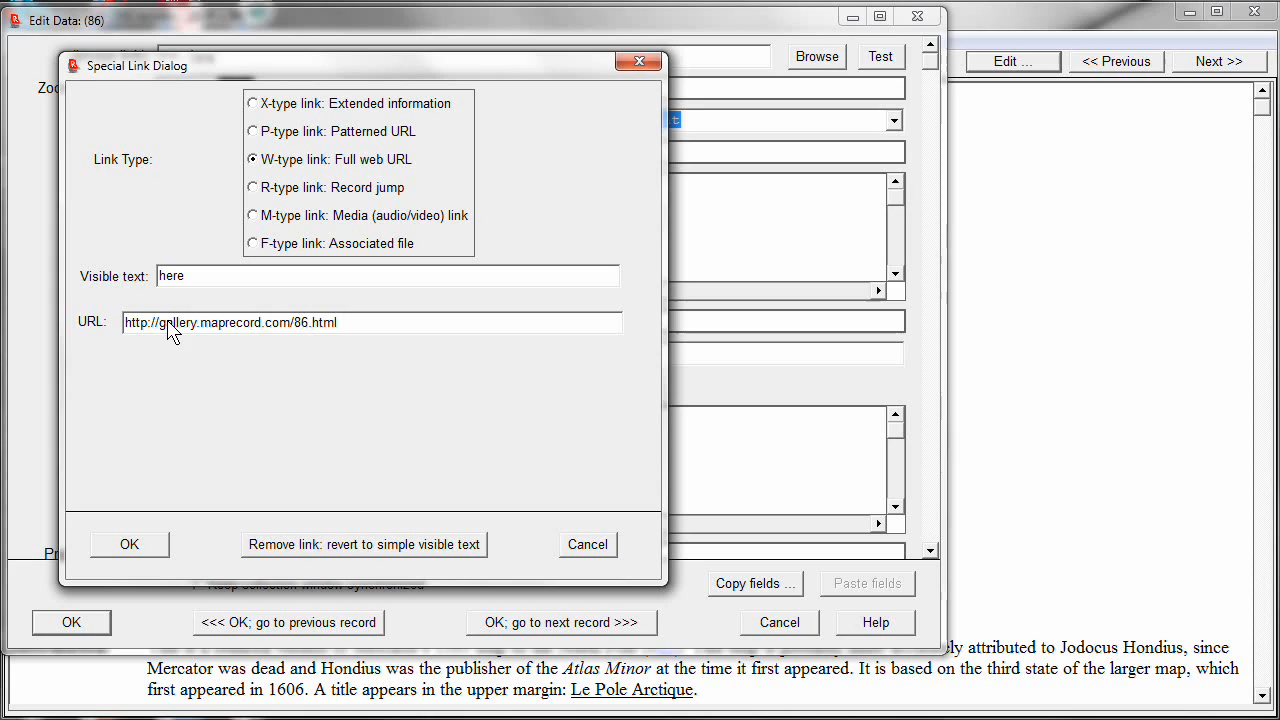 Edit Data: (86)
Special Link Dialog
Browse
Test
Edit ...
<< Previous
Next >>
X-type link: Extended information
P-type link: Patterned URL
Link Type:
W-type link: Full web URL
R-type link: Record jump
M-type link: Media (audio/video) link
F-type link: Associated file
Visible text:
here
URL:
http://gallery.maprecord.com/86.html
OK
Remove link: revert to simple visible text
Cancel
Copy fields ...
Paste fields
OK
<<< OK; go to previous record
OK; go to next record >>>
Cancel
Help
attributed to Jodocus Hondius, since
Mercator was dead and Hondius was the publisher of the Atlas Minor at the time it first appeared. It is based on the third state of the larger map, which
first appeared in 1606. A title appears in the upper margin: Le Pole Arctique.